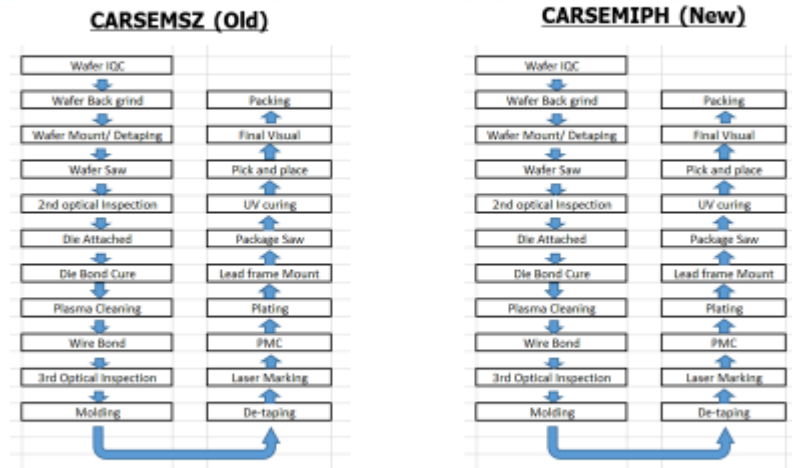 CARSEMSZ (Old)
Wafer IQC
Wafer Back grind
Wafer Mount/ Detaping
Wafer Saw
2nd optical Inspection
Die Attached
Die Bond Cure
Plasma Cleaning
Wire Bond
3rd Optical Inspection
Molding
De-taping
Laser Marking
PMC
Plating
Lead frame Mount
Package Saw
UV curing
Pick and place
Final Visual
Packing
CARSEMIPH (New)
Wafer IQC
Wafer Back grind
Wafer Mount/ Detaping
Wafer Saw
2nd optical Inspection
Die Attached
Die Bond Cure
Plasma Cleaning
Wire Bond
3rd Optical Inspection
Molding
De-taping
Laser Marking
PMC
Plating
Lead frame Mount
Package Saw
UV curing
Pick and place
Final Visual
Packing